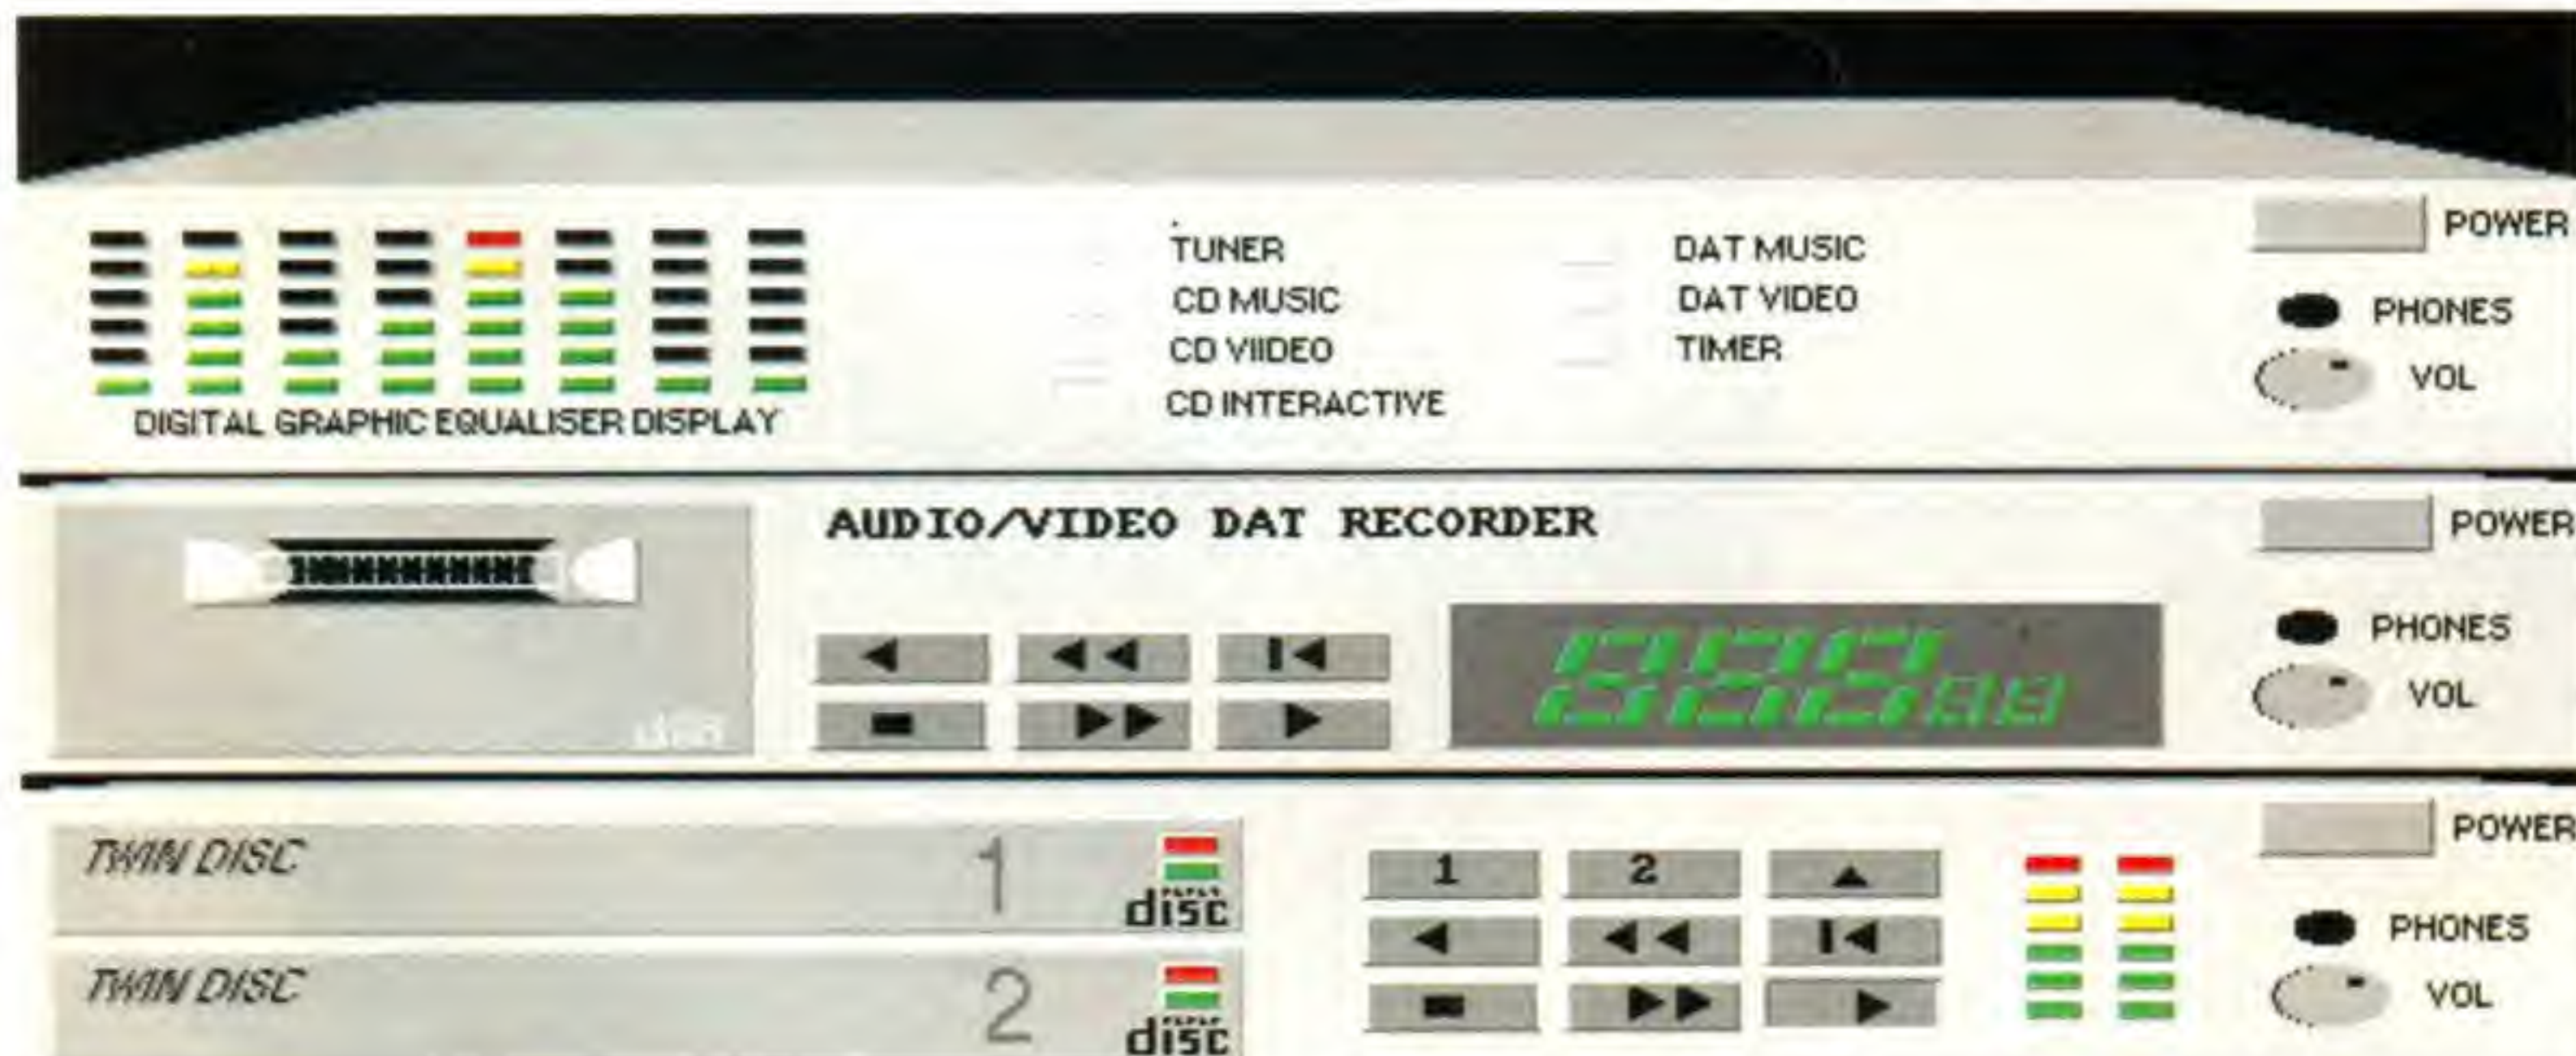 TUNER DAT MUSIC POWER
CD MUSIC DAT VIDEO PHONES
CD VIIDEO TIMER VOL
CD INTERACTIVE
DIGITAL GRAPHIC EQUALISER DISPLAY
AUDIO/VIDEO DAT RECORDER POWER
PHONES
VOL
TWIN DISC 1 disc
1 2
POWER
PHONES
TWIN DISC 2 disc
VOL